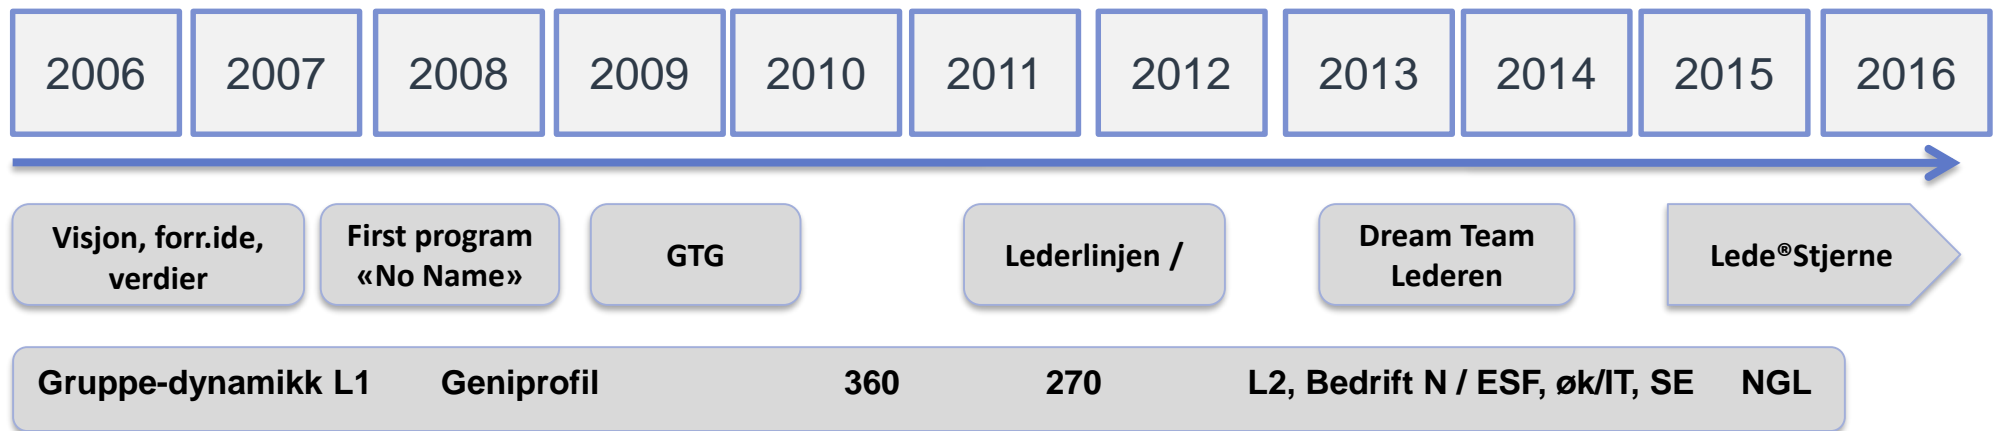 2006 2007 2008 2009 2010 2011 2012 2013 2014 2015 2016
Visjon, forr.ide,
verdier
First program
«No Name»
GTG
Lederlinjen /
Dream Team
Lederen
Lede®Stjerne
Gruppe-dynamikk L1 Geniprofil 360 270 L2, Bedrift N / ESF, øk/IT, SE NGL